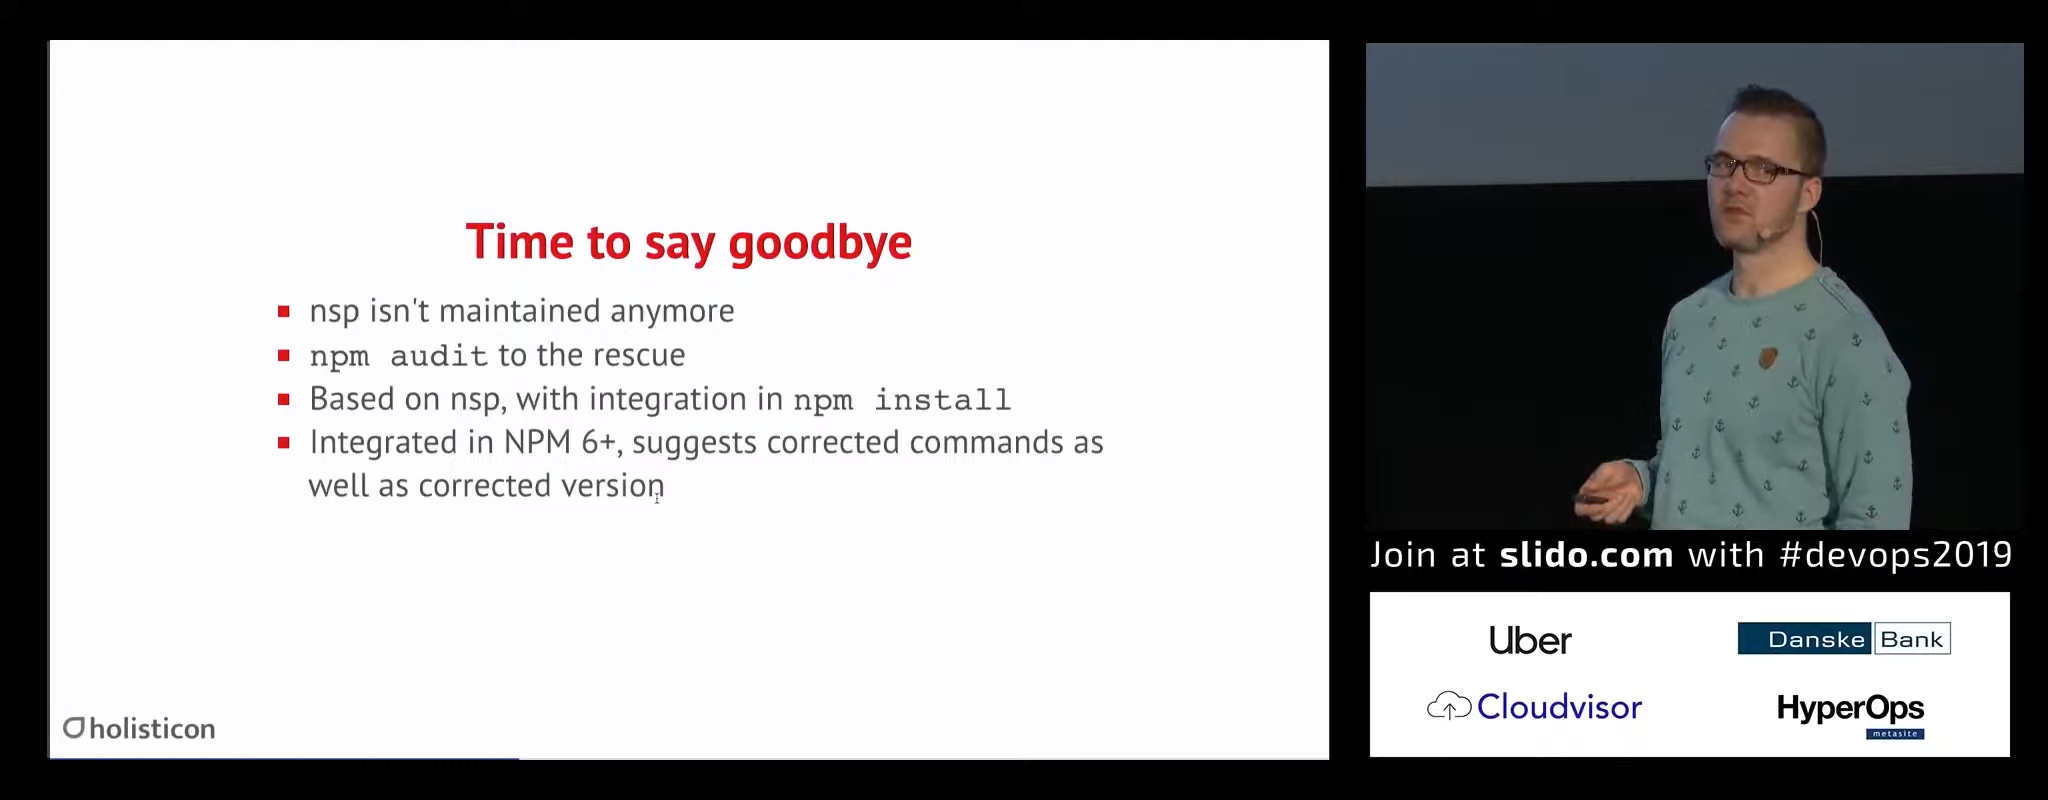 Time to say goodbye
nsp isn't maintained anymore
npm audit to the rescue
Based on nsp, with integration in npm install
Integrated in NPM 6+, suggests corrected commands as
well as corrected version
holisticon
Join at slido.com with #devops2019
Uber
Danske Bank
Cloudvisor
HyperOps
metasite